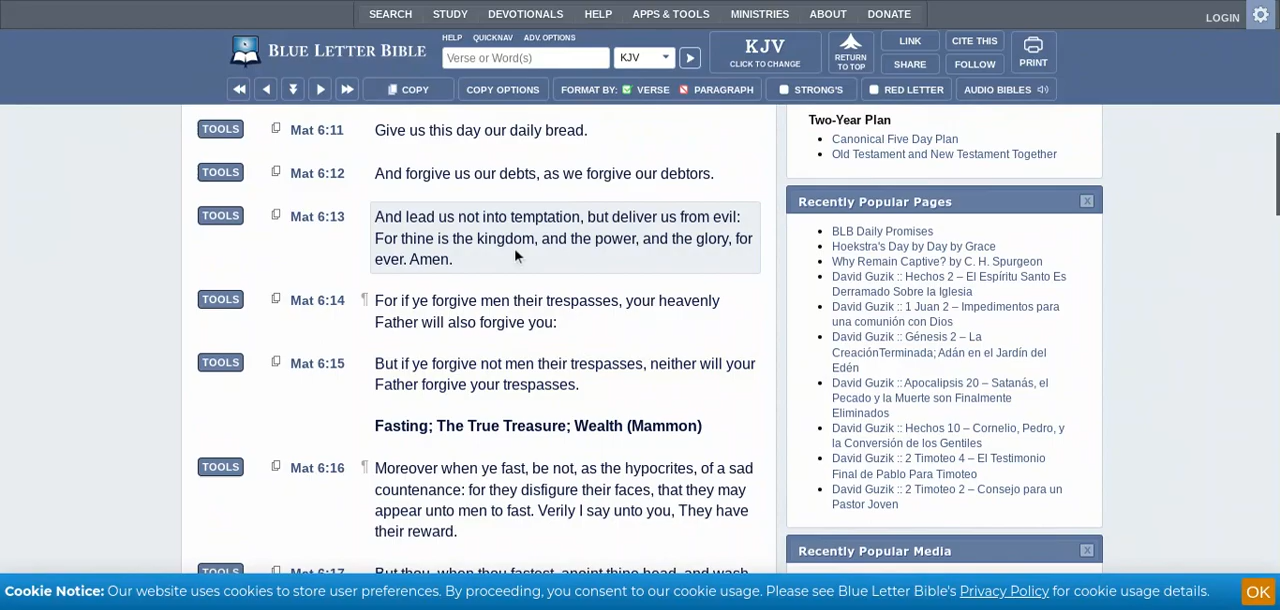 SEARCH STUDY DEVOTIONALS HELP APPS & TOOLS MINISTRIES ABOUT DONATE LOGIN
BLUE LETTER BIBLE
HELP QUICKNAV ADV. OPTIONS
Verse or Word(s) KJV
KJV
CLICK TO CHANGE
RETURN
TO TOP
LINK CITE THIS
SHARE FOLLOW
PRINT
COPY COPY OPTIONS FORMAT BY: VERSE PARAGRAPH STRONG'S RED LETTER AUDIO BIBLES
TOOLS Mat 6:11 Give us this day our daily bread.
TOOLS Mat 6:12 And forgive us our debts, as we forgive our debtors.
TOOLS Mat 6:13 And lead us not into temptation, but deliver us from evil:
For thine is the kingdom, and the power, and the glory, for
ever. Amen.
TOOLS Mat 6:14 ¶ For if ye forgive men their trespasses, your heavenly
Father will also forgive you:
TOOLS Mat 6:15 But if ye forgive not men their trespasses, neither will your
Father forgive your trespasses.
Fasting; The True Treasure; Wealth (Mammon)
TOOLS Mat 6:16 ¶ Moreover when ye fast, be not, as the hypocrites, of a sad
countenance: for they disfigure their faces, that they may
appear unto men to fast. Verily I say unto you, They have
their reward.
TOOLS Mat 6:17 But thou, when thou fastest, anoint thine head, and wash
Two-Year Plan
Canonical Five Day Plan
Old Testament and New Testament Together
Recently Popular Pages x
BLB Daily Promises
Hoekstra's Day by Day by Grace
Why Remain Captive? by C. H. Spurgeon
David Guzik :: Hechos 2 – El Espíritu Santo Es
Derramado Sobre la Iglesia
David Guzik :: 1 Juan 2 – Impedimentos para
una comunión con Dios
David Guzik :: Génesis 2 – La
CreaciónTerminada; Adán en el Jardín del
Edén
David Guzik :: Apocalipsis 20 – Satanás, el
Pecado y la Muerte son Finalmente
Eliminados
David Guzik :: Hechos 10 – Cornelio, Pedro, y
la Conversión de los Gentiles
David Guzik :: 2 Timoteo 4 – El Testimonio
Final de Pablo Para Timoteo
David Guzik :: 2 Timoteo 2 – Consejo para un
Pastor Joven
Recently Popular Media x
Cookie Notice: Our website uses cookies to store user preferences. By proceeding, you consent to our cookie usage. Please see Blue Letter Bible's Privacy Policy for cookie usage details. OK